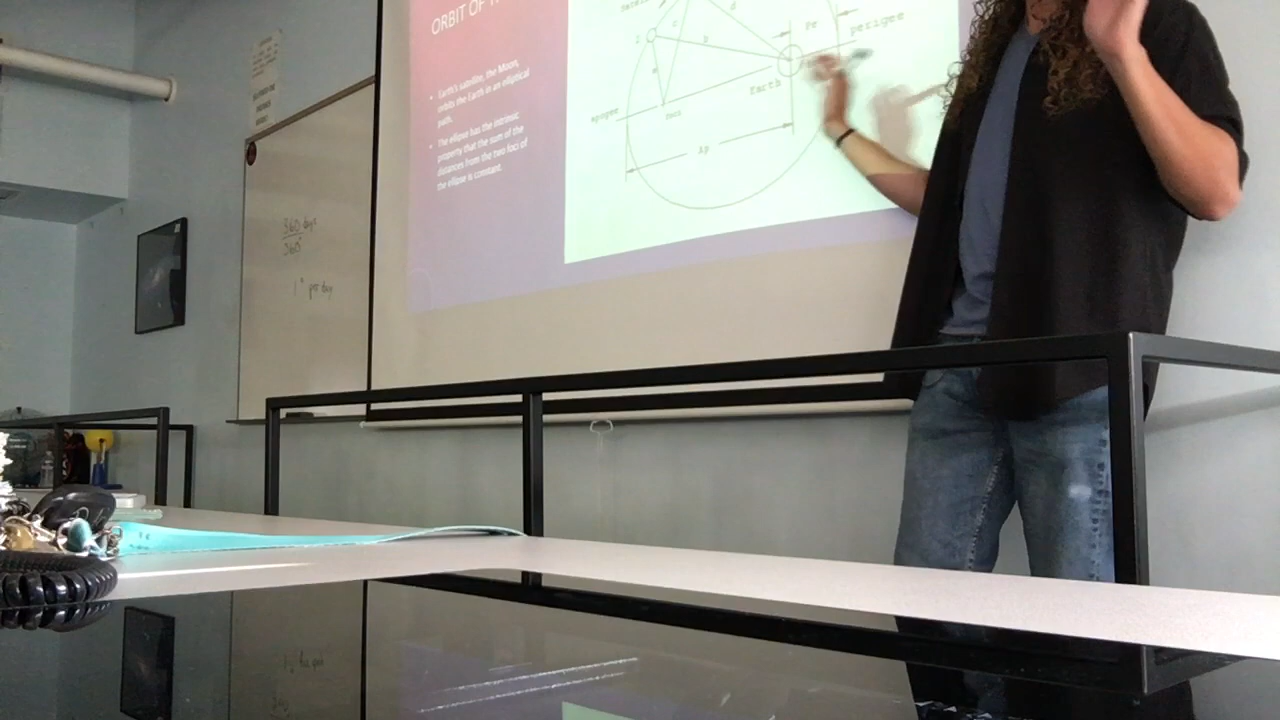 ORBIT OF
• Earth's satellite, the Moon,
orbits the Earth in an elliptical
path.
• The ellipse has the intrinsic
property that the sum of the
distances from the two foci of
the ellipse is constant.
c
d
2
b
Pe
perigee
Earth
apogee
foci
Ap
360 days
360°
1° per day